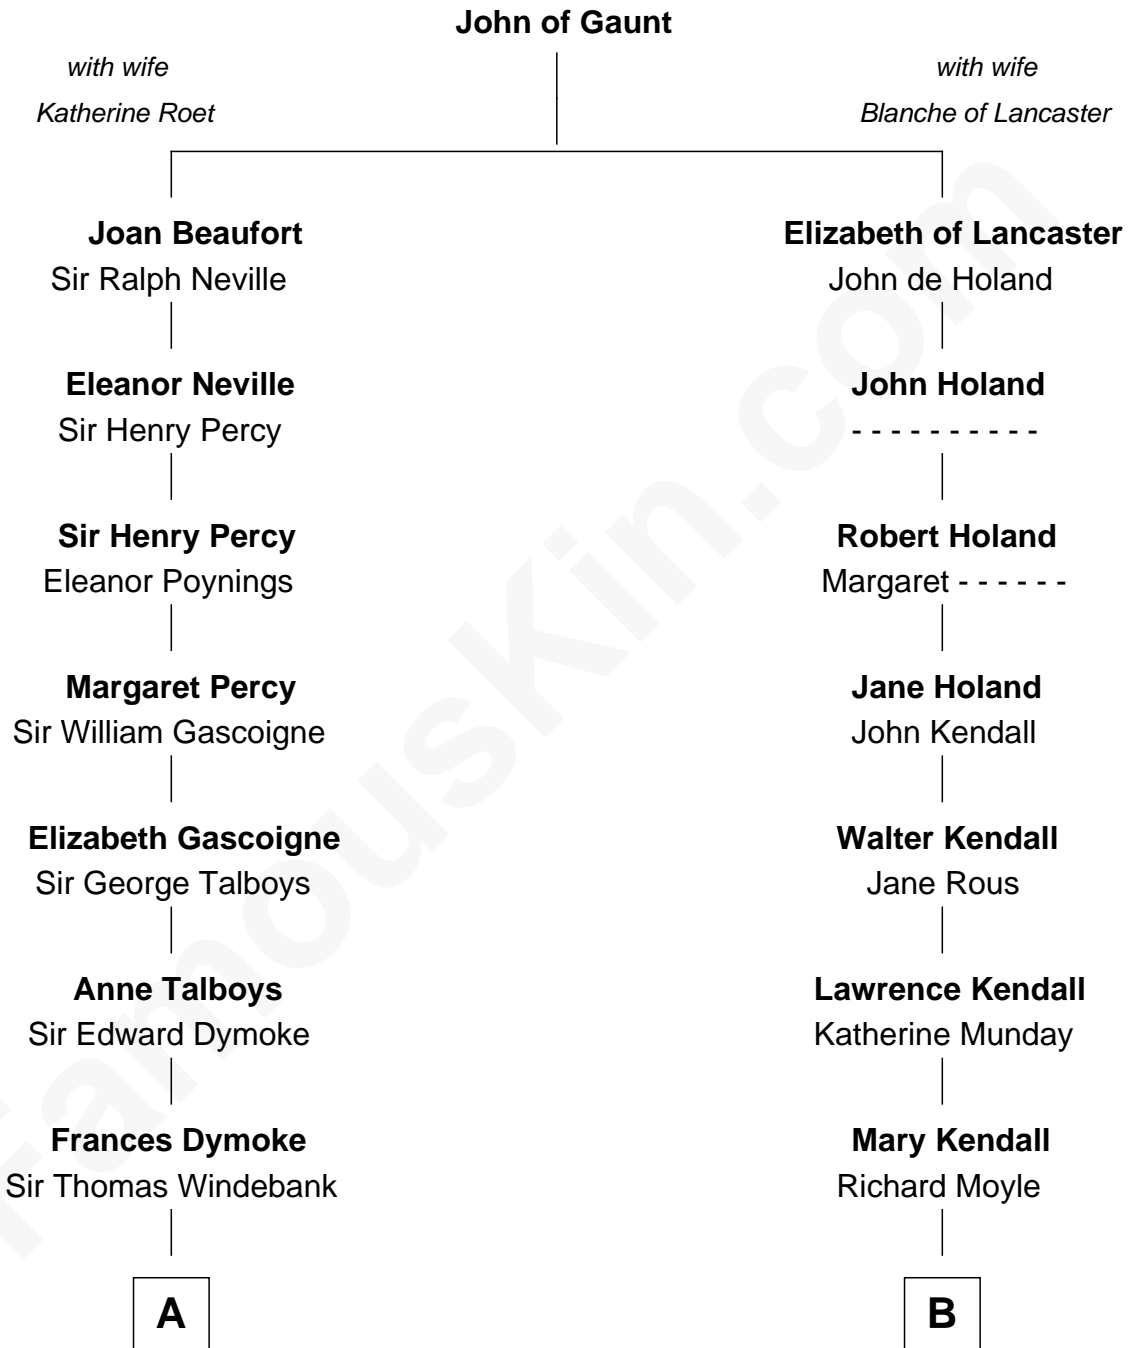 John of Gaunt
with wife
Katherine Roet
with wife
Blanche of Lancaster
Joan Beaufort
Sir Ralph Neville
Elizabeth of Lancaster
John de Holand
Eleanor Neville
Sir Henry Percy
John Holand
- - - - - - - - - -
Sir Henry Percy
Eleanor Poynings
Robert Holand
Margaret - - - - - -
Margaret Percy
Sir William Gascoigne
Jane Holand
John Kendall
Elizabeth Gascoigne
Sir George Talboys
Walter Kendall
Jane Rous
Anne Talboys
Sir Edward Dymoke
Lawrence Kendall
Katherine Munday
Frances Dymoke
Sir Thomas Windebank
Mary Kendall
Richard Moyle
A
B
FamousKin.com